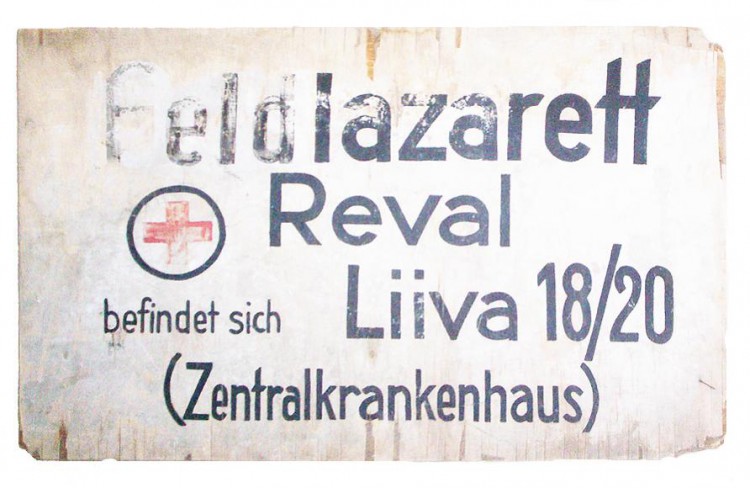 Feldlazarett
Reval
befindet sich Liiva 18/20
(Zentralkrankenhaus)